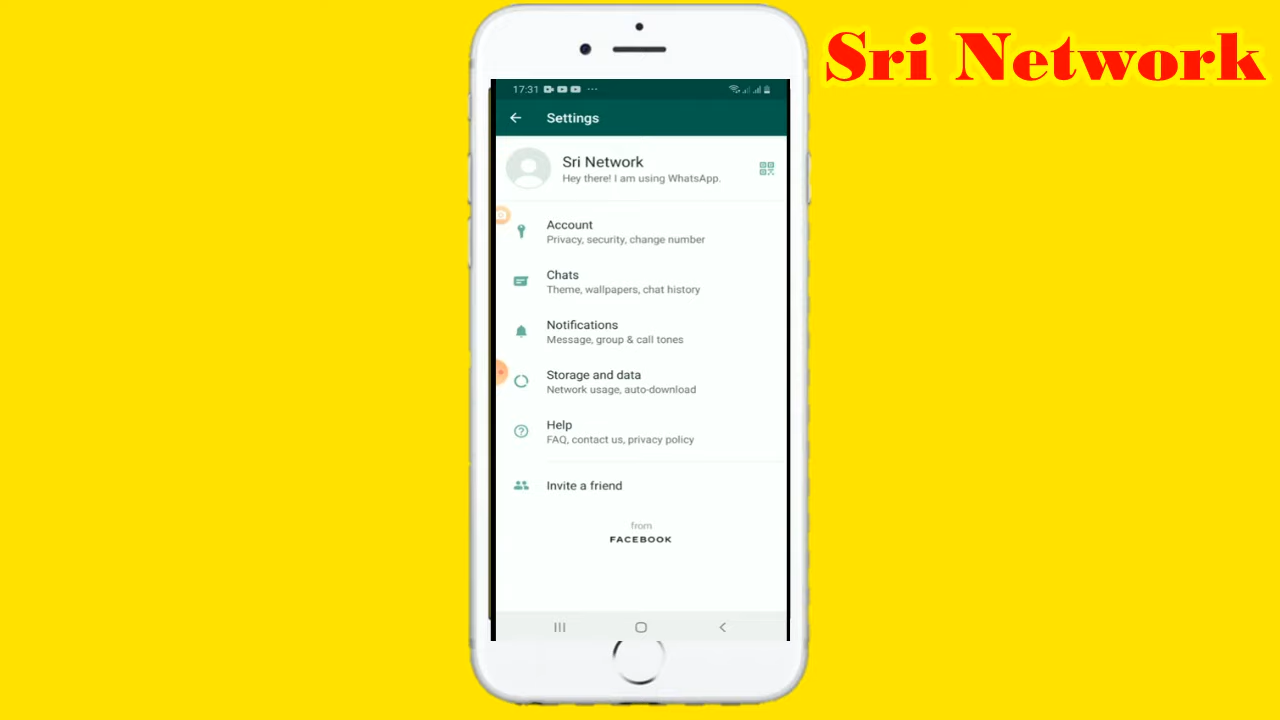 Sri Network
17:31
Settings
Sri Network
Hey there! I am using WhatsApp.
Account
Privacy, security, change number
Chats
Theme, wallpapers, chat history
Notifications
Message, group & call tones
Storage and data
Network usage, auto-download
Help
FAQ, contact us, privacy policy
Invite a friend
from
FACEBOOK